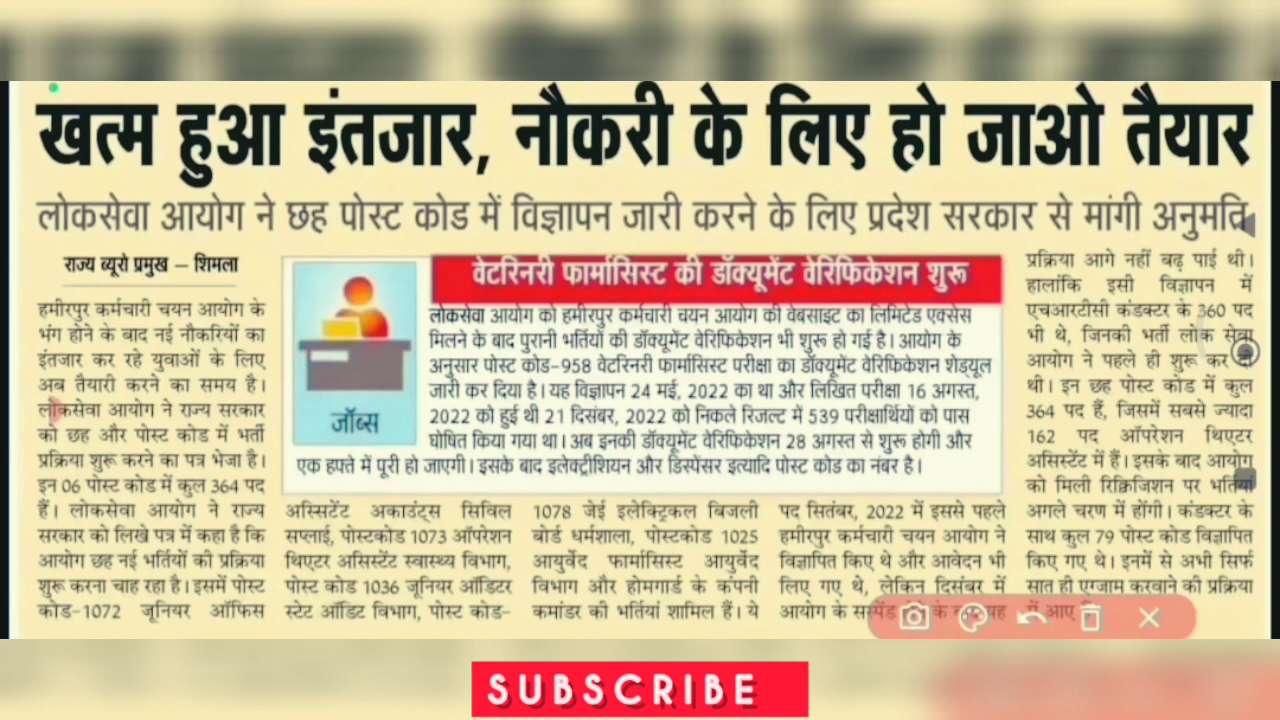 खत्म हुआ इंतजार, नौकरी के लिए हो जाओ तैयार
लोकसेवा आयोग ने छह पोस्ट कोड में विज्ञापन जारी करने के लिए प्रदेश सरकार से मांगी अनुमति
राज्य ब्यूरो प्रमुख – शिमला
हमीरपुर कर्मचारी चयन आयोग के
भंग होने के बाद नई नौकरियों का
इंतजार कर रहे युवाओं के लिए
अब तैयारी करने का समय है।
लोकसेवा आयोग ने राज्य सरकार
को छह और पोस्ट कोड में भर्ती
प्रक्रिया शुरू करने का पत्र भेजा है।
इन 06 पोस्ट कोड में कुल 364 पद
हैं। लोकसेवा आयोग ने राज्य
सरकार को लिखे पत्र में कहा है कि
आयोग छह नई भर्तियों की प्रक्रिया
शुरू करना चाह रहा है। इसमें पोस्ट
कोड-1072 जूनियर ऑफिस
जॉब्स
वेटरिनरी फार्मासिस्ट की डॉक्यूमेंट वेरिफिकेशन शुरू
लोकसेवा आयोग को हमीरपुर कर्मचारी चयन आयोग की वेबसाइट का लिमिटेड एक्सेस
मिलने के बाद पुरानी भर्तियों की डॉक्यूमेंट वेरिफिकेशन भी शुरू हो गई है। आयोग के
अनुसार पोस्ट कोड-958 वेटरिनरी फार्मासिस्ट परीक्षा का डॉक्यूमेंट वेरिफिकेशन शेड्यूल
जारी कर दिया है। यह विज्ञापन 24 मई, 2022 का था और लिखित परीक्षा 16 अगस्त,
2022 को हुई थी 21 दिसंबर, 2022 को निकले रिजल्ट में 539 परीक्षार्थियों को पास
घोषित किया गया था। अब इनकी डॉक्यूमेंट वेरिफिकेशन 28 अगस्त से शुरू होगी और
एक हफ्ते में पूरी हो जाएगी। इसके बाद इलेक्ट्रीशियन और डिस्पेंसर इत्यादि पोस्ट कोड का नंबर है।
अस्सिटेंट अकाउंट्स सिविल
सप्लाई, पोस्टकोड 1073 ऑपरेशन
थिएटर असिस्टेंट स्वास्थ्य विभाग,
पोस्ट कोड 1036 जूनियर ऑडिटर
स्टेट ऑडिट विभाग, पोस्ट कोड-
1078 जेई इलेक्ट्रिकल बिजली
बोर्ड धर्मशाला, पोस्टकोड 1025
आयुर्वेद फार्मासिस्ट आयुर्वेद
विभाग और होमगार्ड के कंपनी
कमांडर की भर्तियां शामिल हैं। ये
पद सितंबर, 2022 में इससे पहले
हमीरपुर कर्मचारी चयन आयोग ने
विज्ञापित किए थे और आवेदन भी
लिए गए थे, लेकिन दिसंबर में
आयोग के सस्पेंड होने के बाद यह
प्रक्रिया आगे नहीं बढ़ पाई थी।
हालांकि इसी विज्ञापन में
एचआरटीसी कंडक्टर के 360 पद
भी थे, जिनकी भर्ती लोक सेवा
आयोग ने पहले ही शुरू कर दी
थी। इन छह पोस्ट कोड में कुल
364 पद हैं, जिसमें सबसे ज्यादा
162 पद ऑपरेशन थिएटर
असिस्टेंट में हैं। इसके बाद आयोग
को मिली रिक्विजिशन पर भर्तियां
अगले चरण में होंगी। कंडक्टर के
साथ कुल 79 पोस्ट कोड विज्ञापित
किए गए थे। इनमें से अभी सिर्फ
सात ही एग्जाम करवाने की प्रक्रिया
में आए
SUBSCRIBE